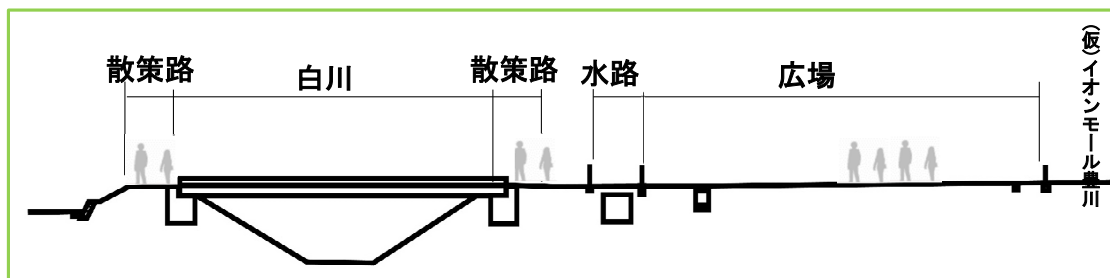 散策路
白川
散策路
水路
広場
（仮）イオンモール豊川